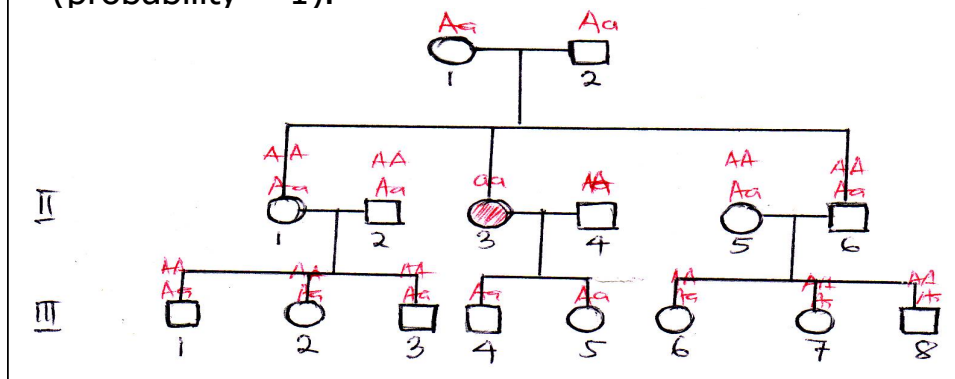 (probability 1).
Aa Aa
1 2
AA AA AA AA
Aa Aa aa AA Aa Aa
II
1 2 3 4 5 6
AA AA AA AA AA AA
Aa Aa Aa Aa Aa Aa
III
1 2 3 4 5 6 7 8